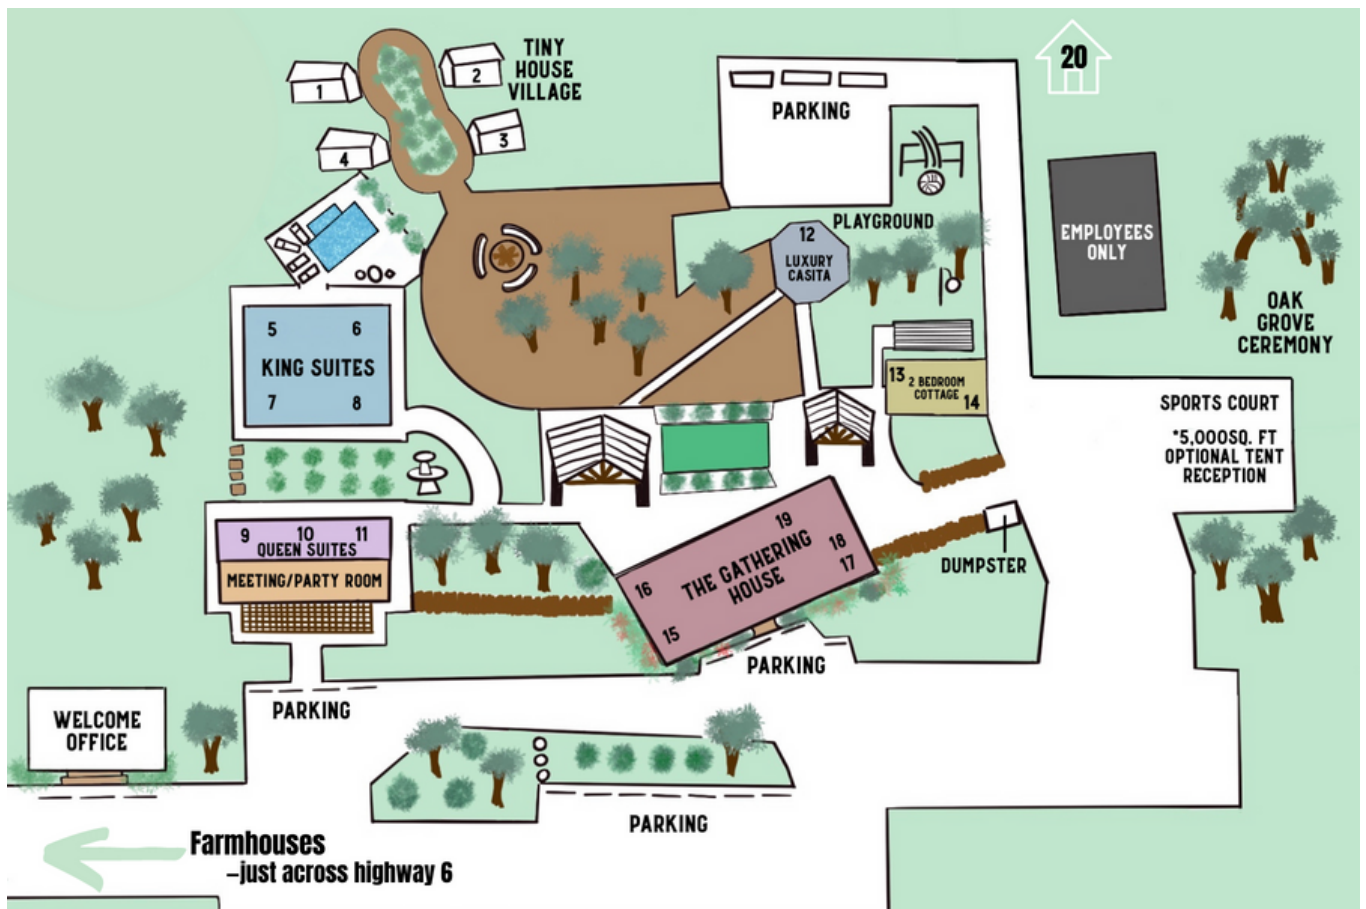 TINY
HOUSE
VILLAGE
1
2
3
4
20
PARKING
PLAYGROUND
12
LUXURY
CASITA
EMPLOYEES
ONLY
OAK
GROVE
CEREMONY
5 6
KING SUITES
7 8
13 2 BEDROOM
COTTAGE 14
SPORTS COURT
*5,000SQ. FT
OPTIONAL TENT
RECEPTION
9 10 11
QUEEN SUITES
MEETING/PARTY ROOM
19
18
17
16
15
THE GATHERING
HOUSE
DUMPSTER
PARKING
PARKING
WELCOME
OFFICE
PARKING
Farmhouses
–just across highway 6